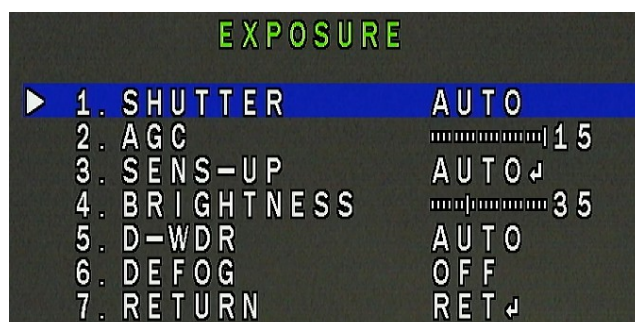 EXPOSURE
1. SHUTTER AUTO
2. AGC 15
3. SENS-UP AUTO↲
4. BRIGHTNESS 35
5. D-WDR AUTO
6. DEFOG OFF
7. RETURN RET↲